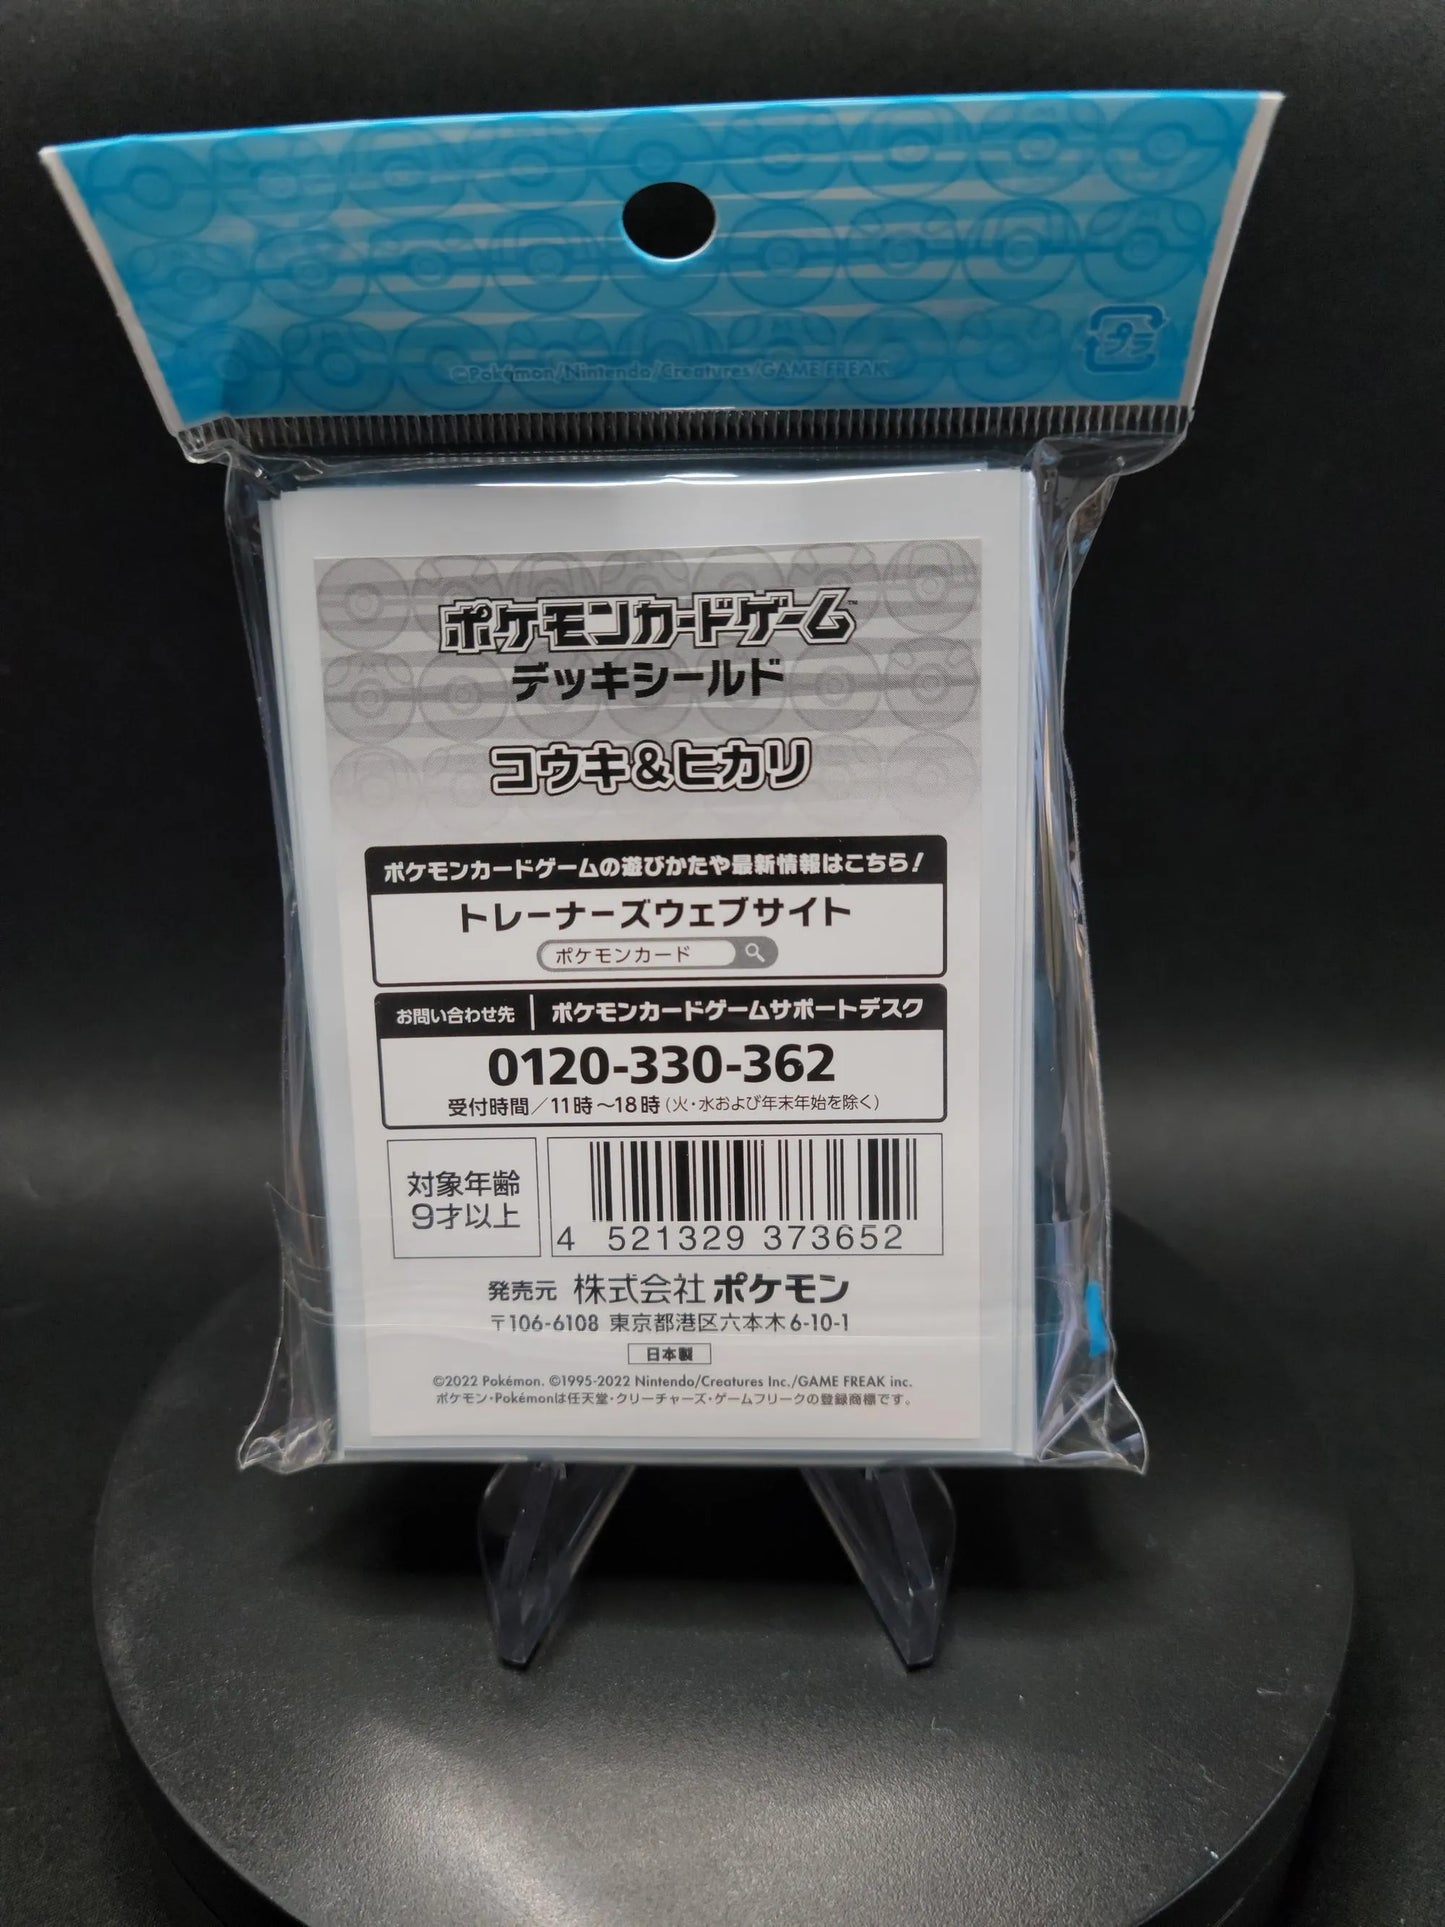 プラ
©Pokémon/Nintendo/Creatures/GAME FREAK
ポケモンカードゲーム™
デッキシールド
コウキ&ヒカリ
ポケモンカードゲームの遊びかたや最新情報はこちら!
トレーナーズウェブサイト
ポケモンカード
お問い合わせ先 | ポケモンカードゲームサポートデスク
0120-330-362
受付時間/11時~18時(火・水および年末年始を除く)
対象年齢
9才以上
4 521329 373652
発売元 株式会社 ポケモン
〒106-6108 東京都港区六本木6-10-1
日本製
©2022 Pokémon. ©1995-2022 Nintendo/Creatures Inc./GAME FREAK inc.
ポケモン・Pokémonは任天堂・クリーチャーズ・ゲームフリークの登録商標です。